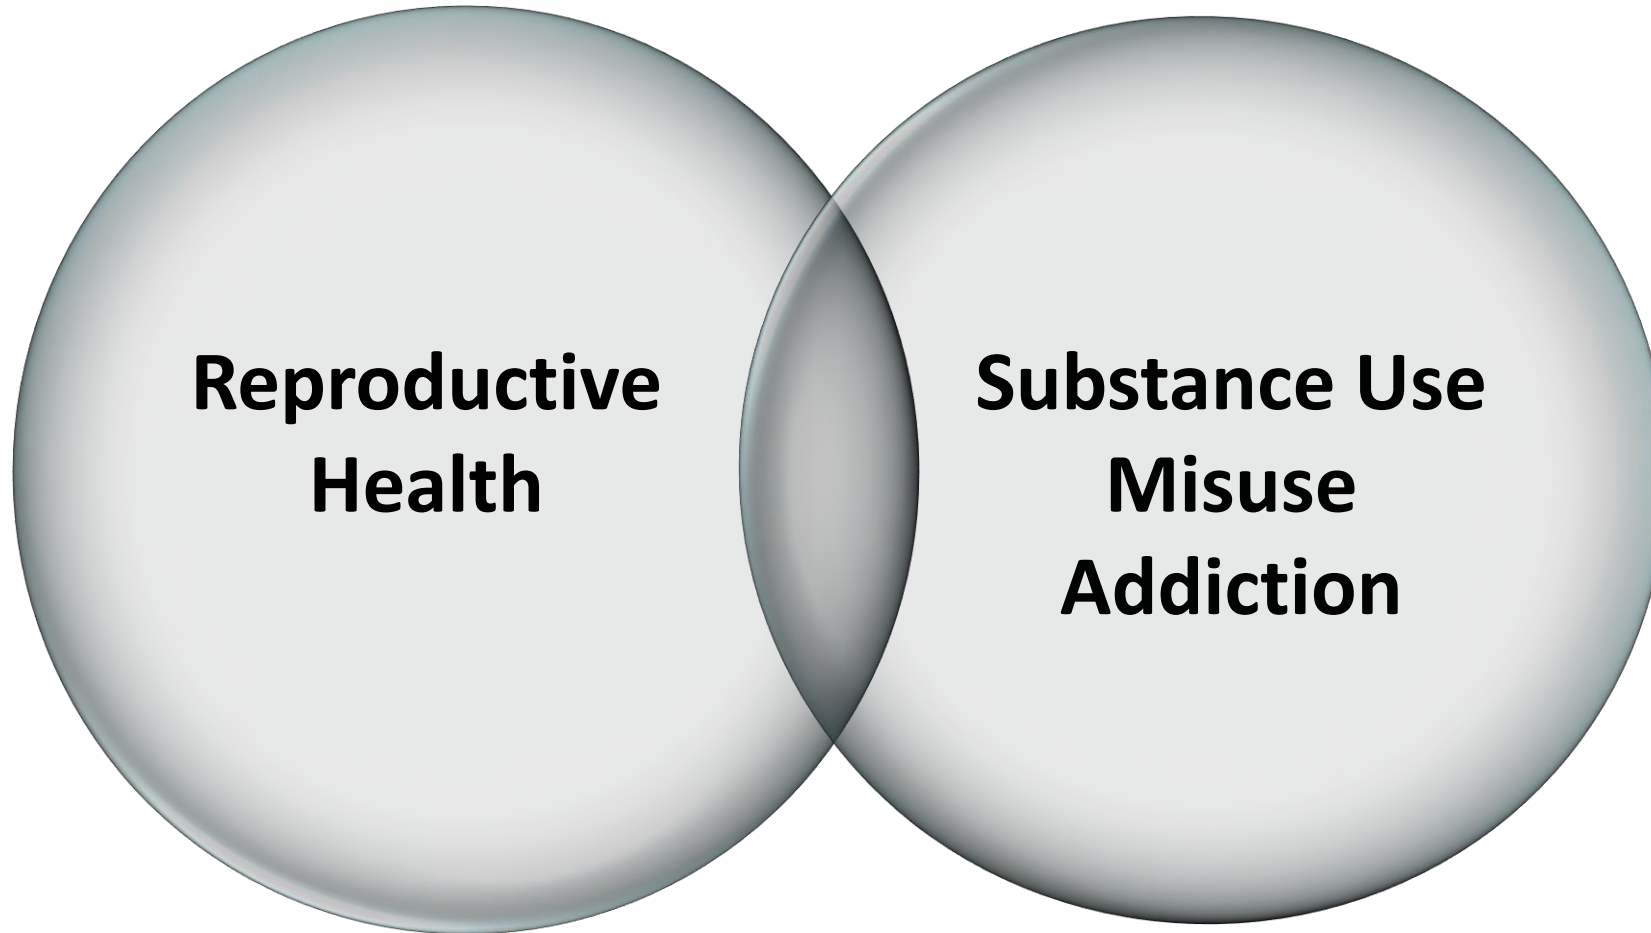 Reproductive
Health
Substance Use
Misuse
Addiction